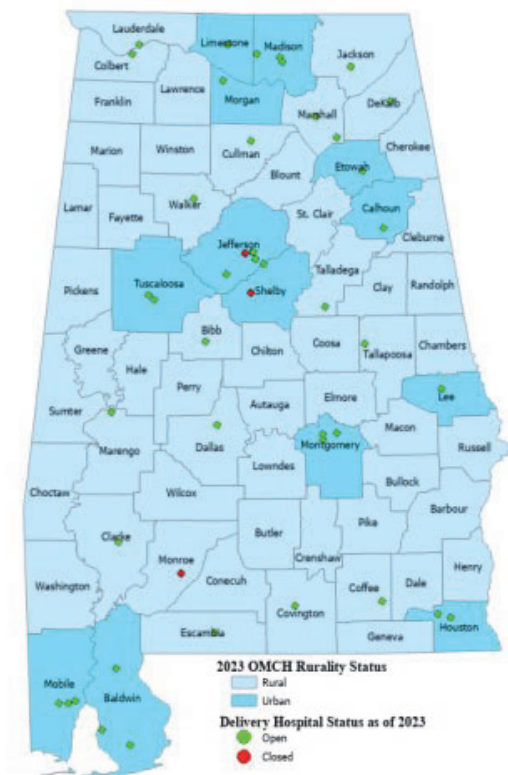 Lauderdale
Limestone
Madison
Jackson
Colbert
Lawrence
Franklin
Morgan
Marshall
DeKalb
Marion
Winston
Cullman
Etowah
Cherokee
Blount
Lamar
Fayette
Walker
St. Clair
Calhoun
Jefferson
Cleburne
Talladega
Pickens
Tuscaloosa
Shelby
Clay
Randolph
Bibb
Greene
Hale
Chilton
Coosa
Tallapoosa
Chambers
Perry
Sumter
Autauga
Elmore
Lee
Marengo
Dallas
Montgomery
Macon
Russell
Lowndes
Choctaw
Wilcox
Bullock
Barbour
Clarke
Butler
Pike
Crenshaw
Monroe
Washington
Conecuh
Henry
Coffee
Dale
Covington
Houston
Escambia
Geneva
Mobile
Baldwin
2023 OMCH Rurality Status
Rural
Urban
Delivery Hospital Status as of 2023
Open
Closed